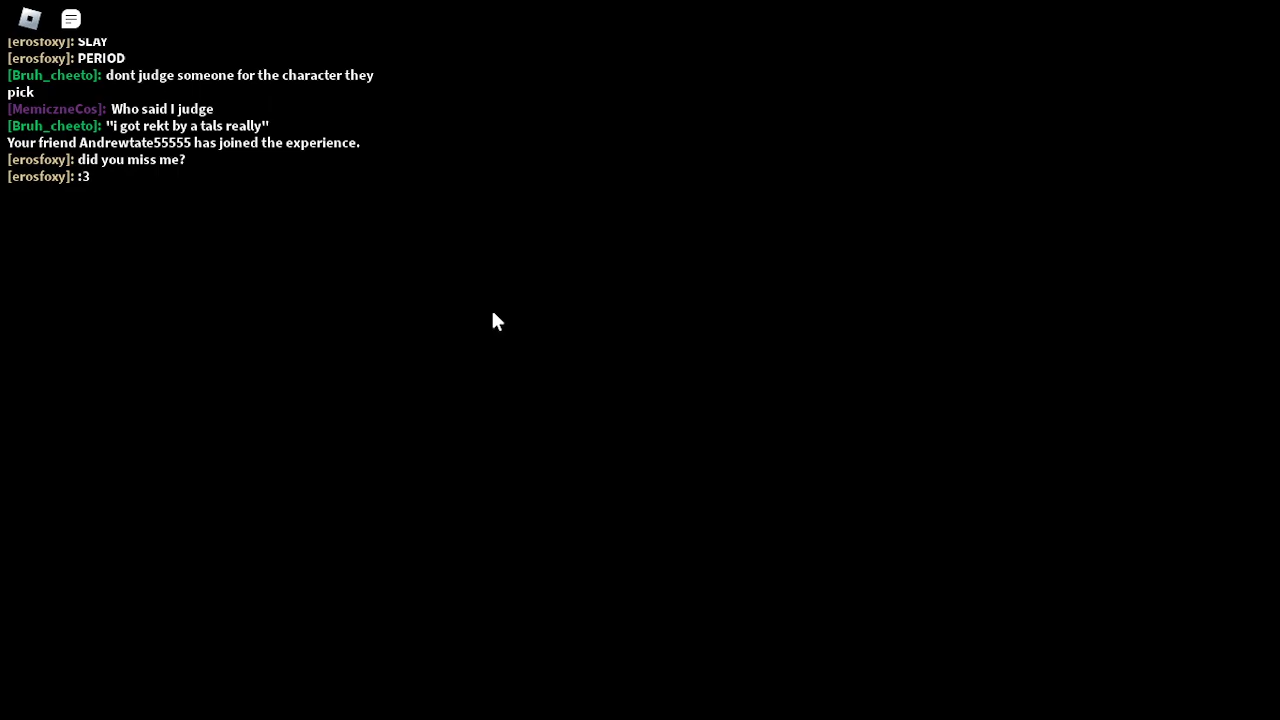 [erosfoxy]: SLAY
[erosfoxy]: PERIOD
[Bruh_cheeto]: dont judge someone for the character they
pick
[MemiczneCos]: Who said I judge
[Bruh_cheeto]: "i got rekt by a tals really"
Your friend Andrewtate55555 has joined the experience.
[erosfoxy]: did you miss me?
[erosfoxy]: :3